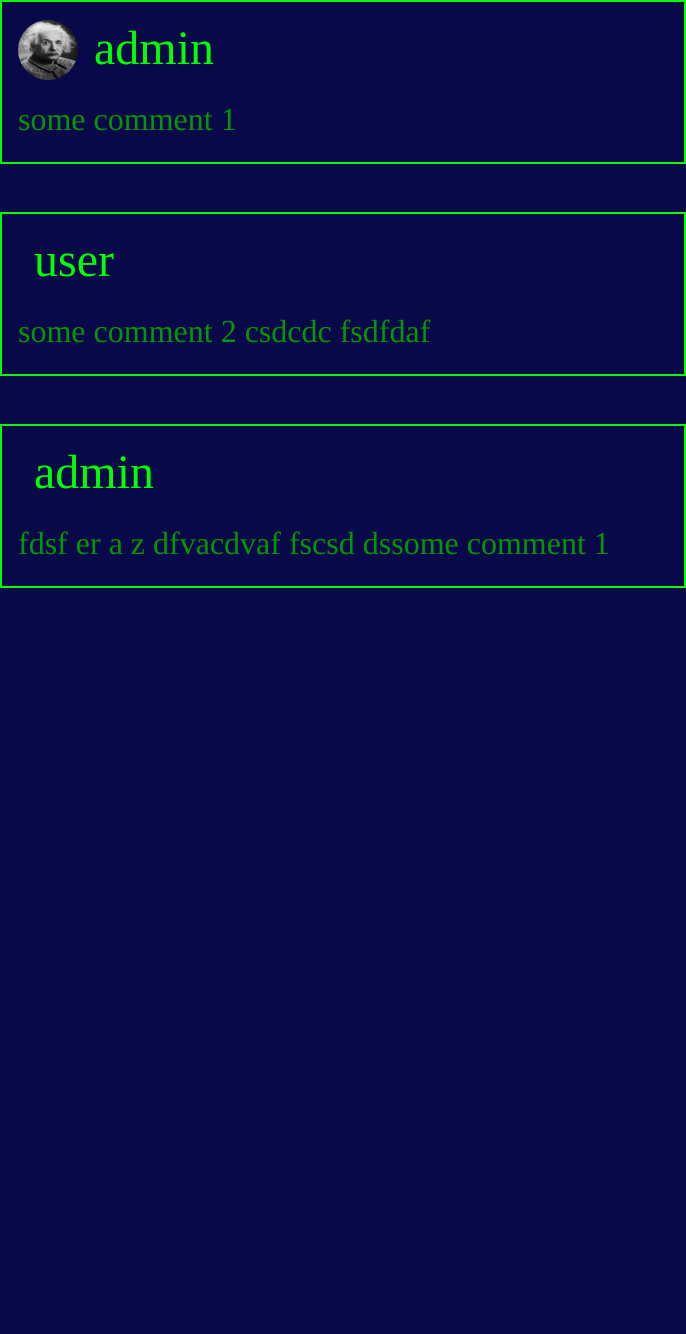 admin
some comment 1
user
some comment 2 csdcdc fsdfdaf
admin
fdsf er a z dfvacdvaf fscsd dssome comment 1